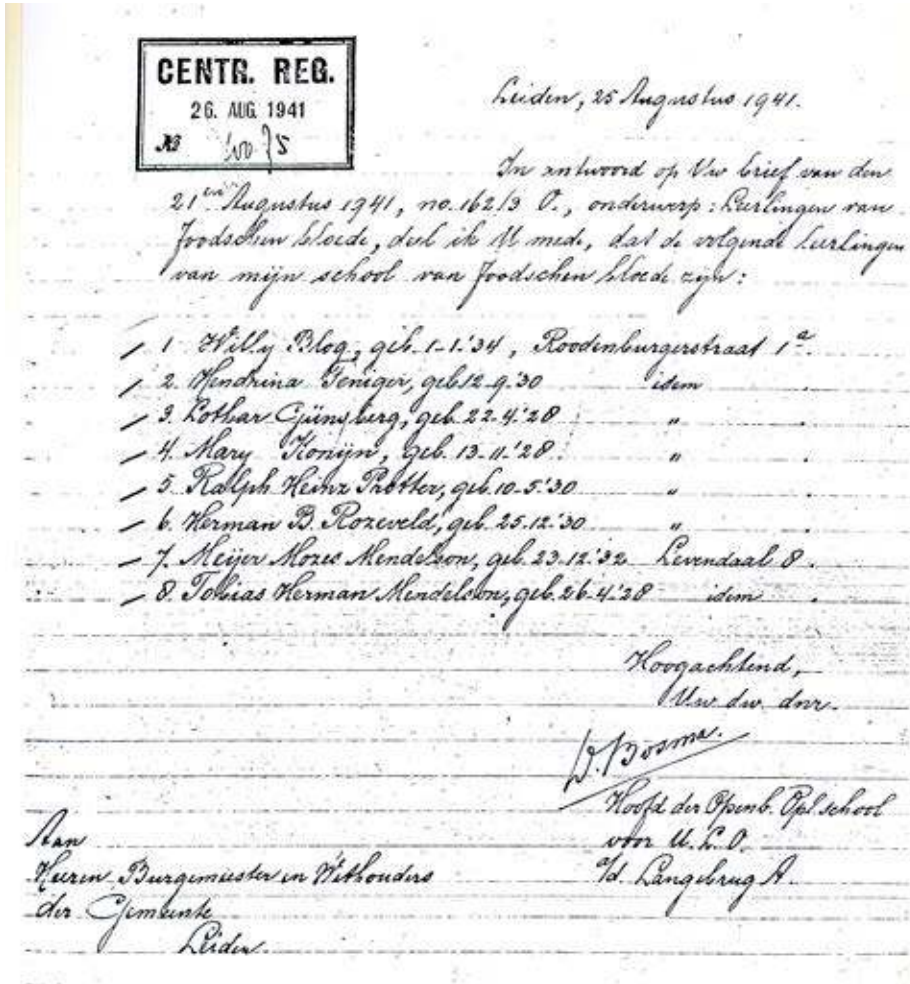 CENTR. REG.
26. AUG. 1941
№
Leiden, 25 Augustus 1941.
In antwoord op Uw brief van den
21en Augustus 1941, no. 162/3 O., onderwerp: Leerlingen van
Joodschen bloede, deel ik U mede, dat de volgende leerlingen
van mijn school van Joodschen bloede zijn:
1 Willy Blog, geb. 1-1-'34, Roodenburgerstraat 1a.
2. Hendrina Teniger, geb. 12-9-'30 idem .
3. Lothar Günsberg, geb. 22-4-'28 " .
4. Mary Konijn, geb. 13-11-'28. " .
5. Ralph Heinz Protter, geb. 10-5-'30 " .
6. Herman B. Rozeveld, geb. 25-12-'30 " .
7. Meijer Mozes Mendelson, geb. 23-12-'32 Levendaal 8.
8. Tobias Herman Mendelson, geb. 26-4-'28 idem .
Hoogachtend,
Uw dw. dnr.
D. Bosma.
Hoofd der Openb. Opl. school
voor U.L.O.
a/d. Langebrug A.
Aan
Heeren Burgemeester en Wethouders
der Gemeente
Leiden.